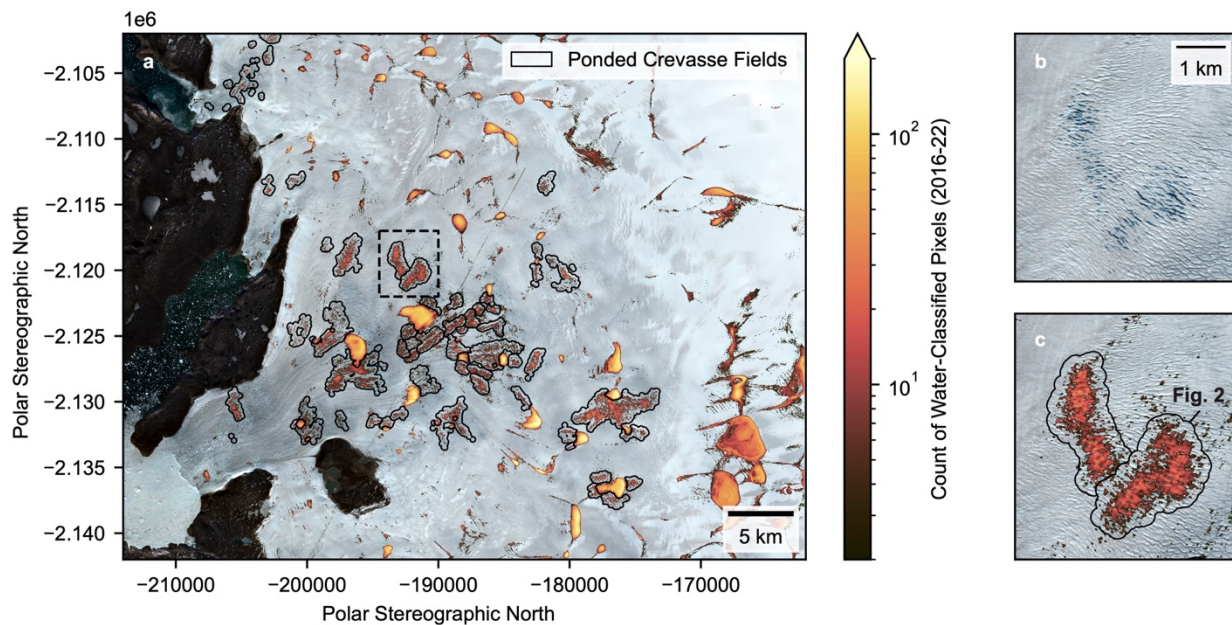 1e6
a
Ponded Crevasse Fields
−2.105
−2.110
−2.115
−2.120
−2.125
−2.130
−2.135
−2.140
Polar Stereographic North
5 km
−210000
−200000
−190000
−180000
−170000
Polar Stereographic North
10²
10¹
Count of Water-Classified Pixels (2016-22)
b
1 km
c
Fig. 2